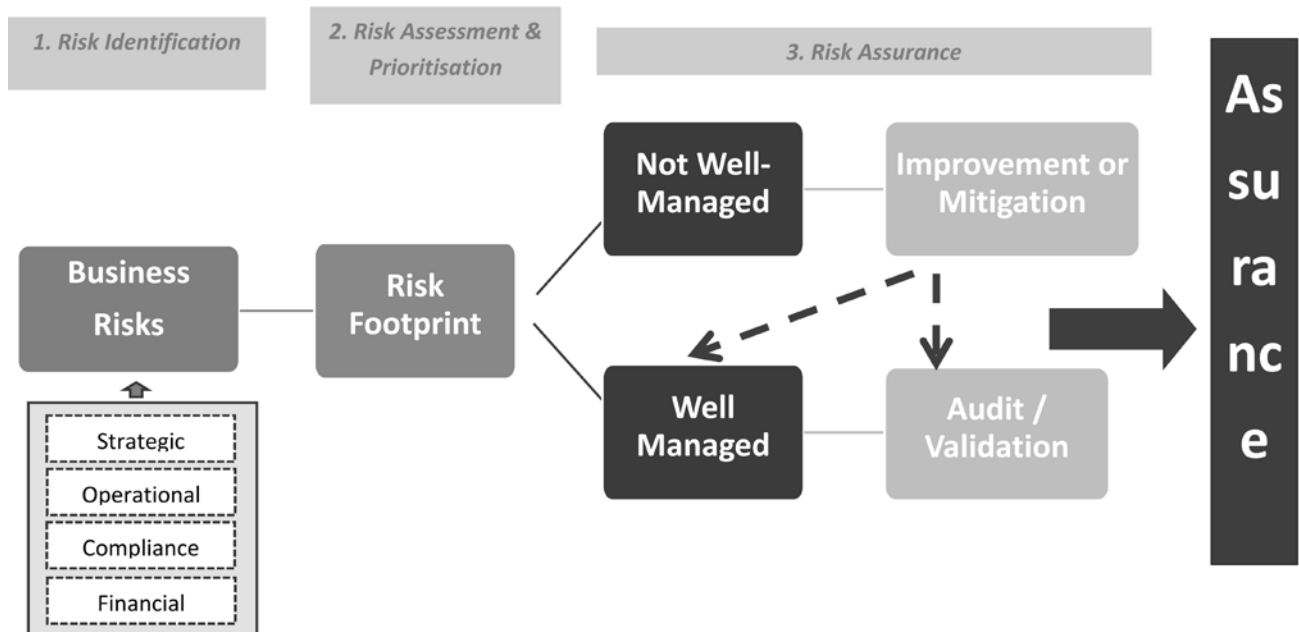 1. Risk Identification
2. Risk Assessment &
Prioritisation
3. Risk Assurance
Business
Risks
Risk
Footprint
Not Well-
Managed
Improvement or
Mitigation
Well
Managed
Audit /
Validation
Strategic
Operational
Compliance
Financial
As
su
ra
nc
e